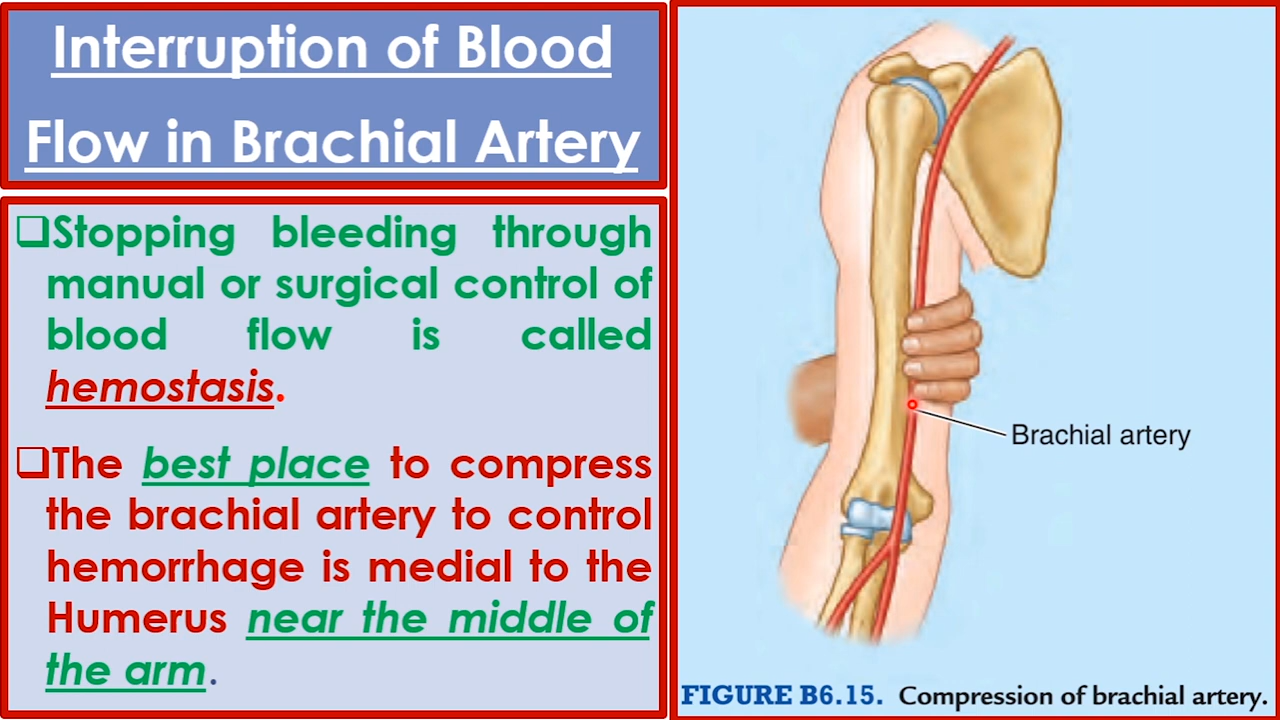 Interruption of Blood
Flow in Brachial Artery
❑Stopping bleeding through
manual or surgical control of
blood flow is called
hemostasis.
❑The best place to compress
the brachial artery to control
hemorrhage is medial to the
Humerus near the middle of
the arm.
Brachial artery
FIGURE B6.15. Compression of brachial artery.